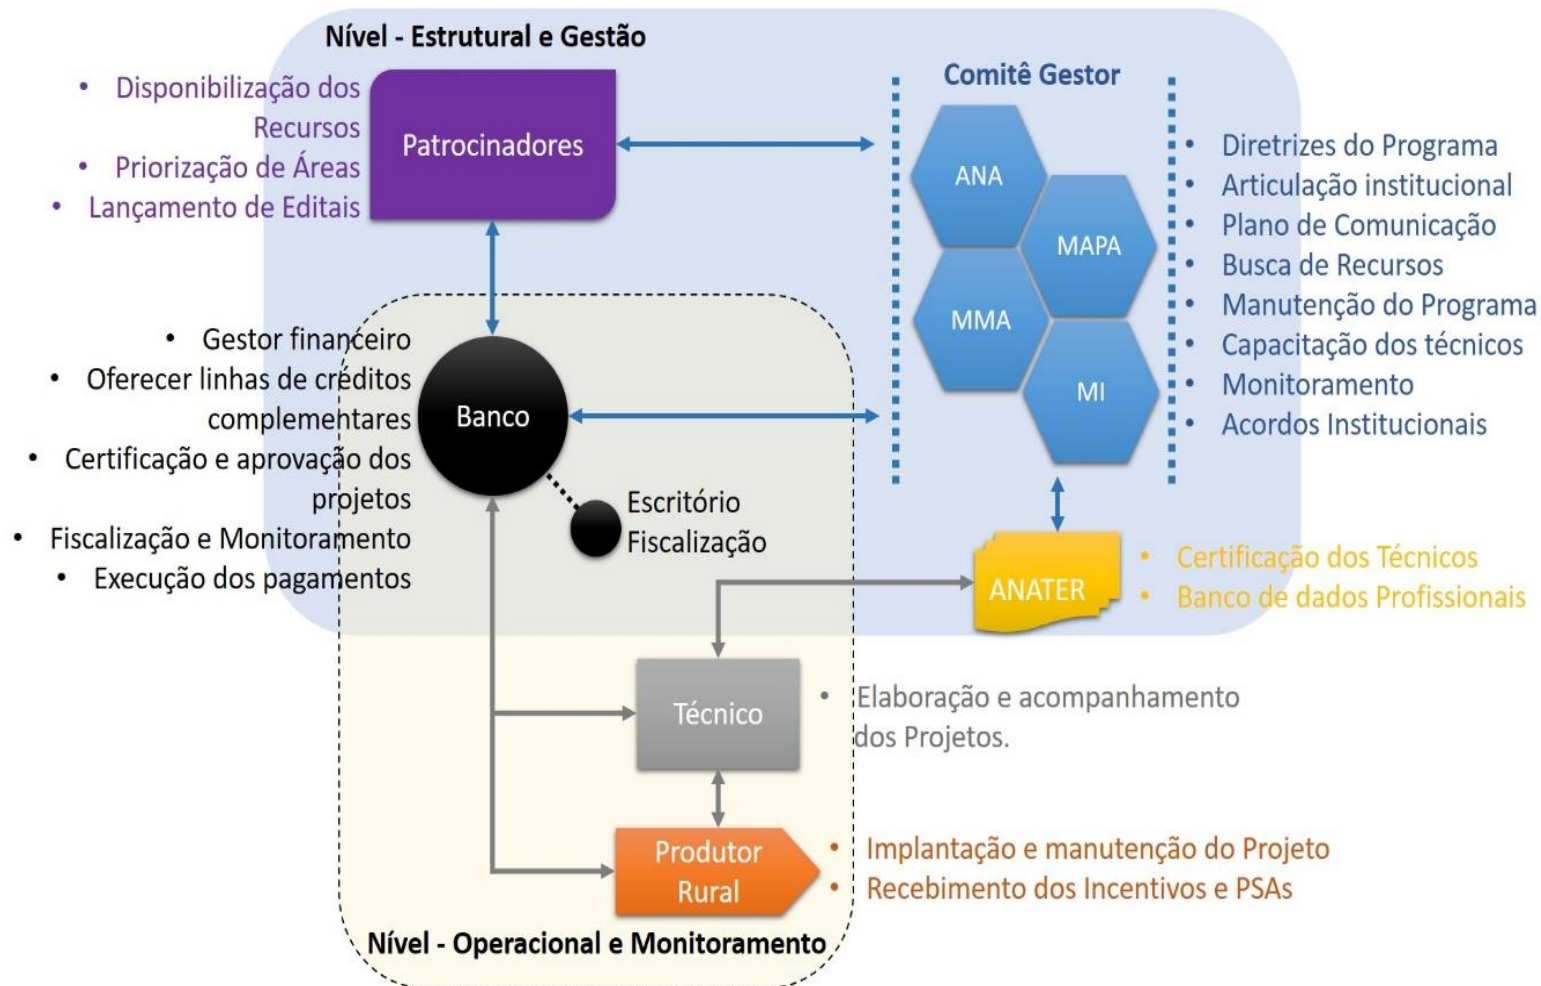 Nível - Estrutural e Gestão
• Disponibilização dos
Recursos
• Priorização de Áreas
• Lançamento de Editais
Patrocinadores
Comitê Gestor
ANA
MAPA
MMA
MI
• Diretrizes do Programa
• Articulação institucional
• Plano de Comunicação
• Busca de Recursos
• Manutenção do Programa
• Capacitação dos técnicos
• Monitoramento
• Acordos Institucionais
• Gestor financeiro
• Oferecer linhas de créditos
complementares
• Certificação e aprovação dos
projetos
• Fiscalização e Monitoramento
• Execução dos pagamentos
Banco
Escritório
Fiscalização
ANATER
• Certificação dos Técnicos
• Banco de dados Profissionais
Técnico
• Elaboração e acompanhamento
dos Projetos.
Produtor
Rural
• Implantação e manutenção do Projeto
• Recebimento dos Incentivos e PSAs
Nível - Operacional e Monitoramento